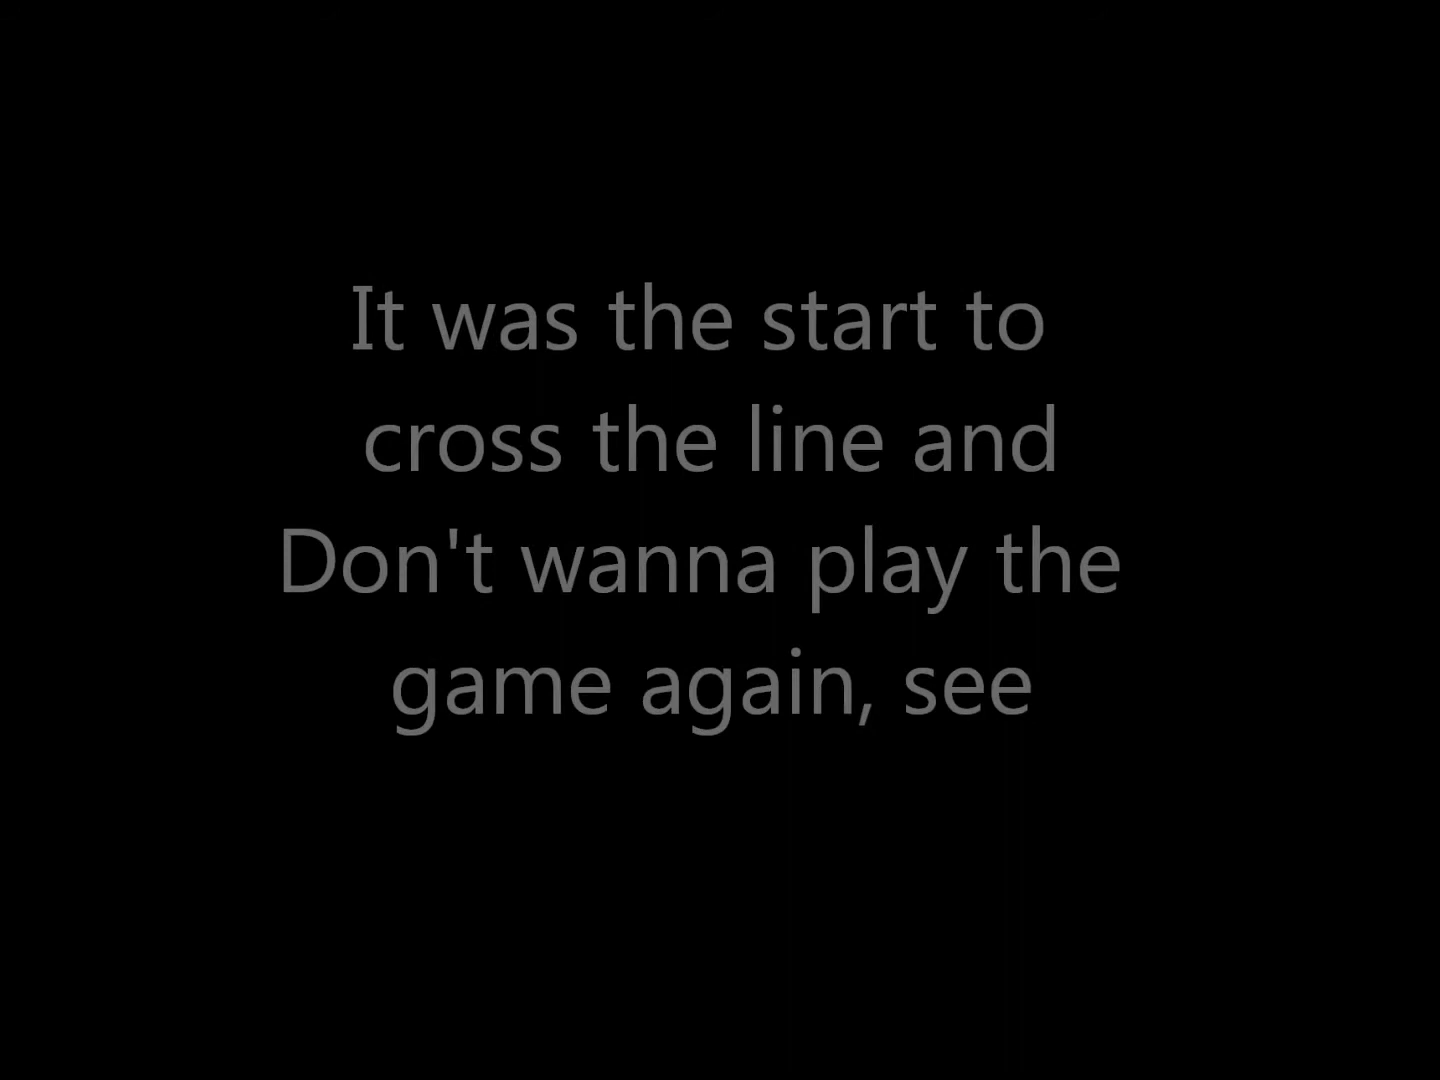 It was the start to
cross the line and
Don't wanna play the
game again, see